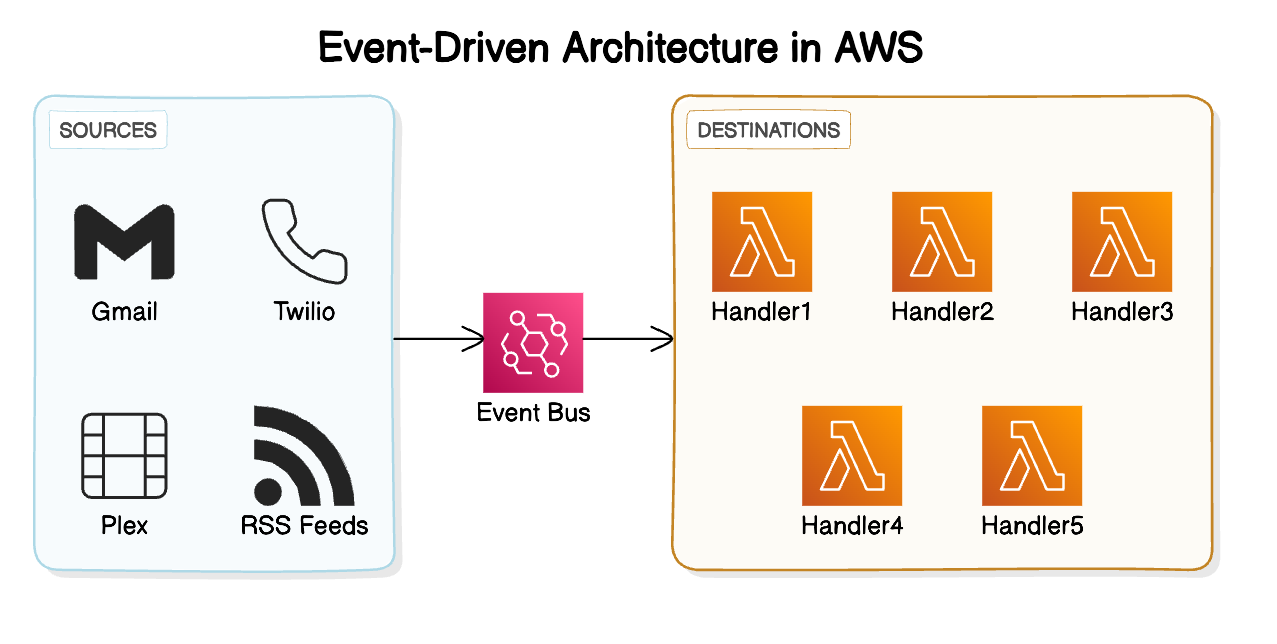 Event-Driven Architecture in AWS
SOURCES
Gmail
Twilio
Plex
RSS Feeds
Event Bus
DESTINATIONS
Handler1
Handler2
Handler3
Handler4
Handler5